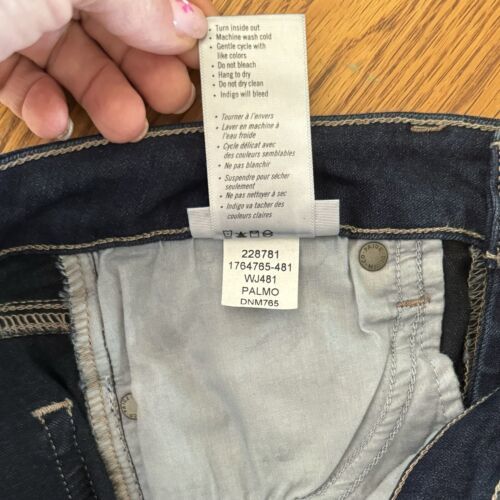 • Turn inside out
• Machine wash cold
• Gentle cycle with
like colors
• Do not bleach
• Hang to dry
• Do not dry clean
• Indigo will bleed
• Tourner à l'envers
• Laver en machine à
l'eau froide
• Cycle délicat avec
des couleurs semblables
• Ne pas blanchir
• Suspendre pour sécher
seulement
• Ne pas nettoyer à sec
• Indigo va tacher des
couleurs claires
228781
1764765-481
WJ481
PALMO
DNM765
PAIGE